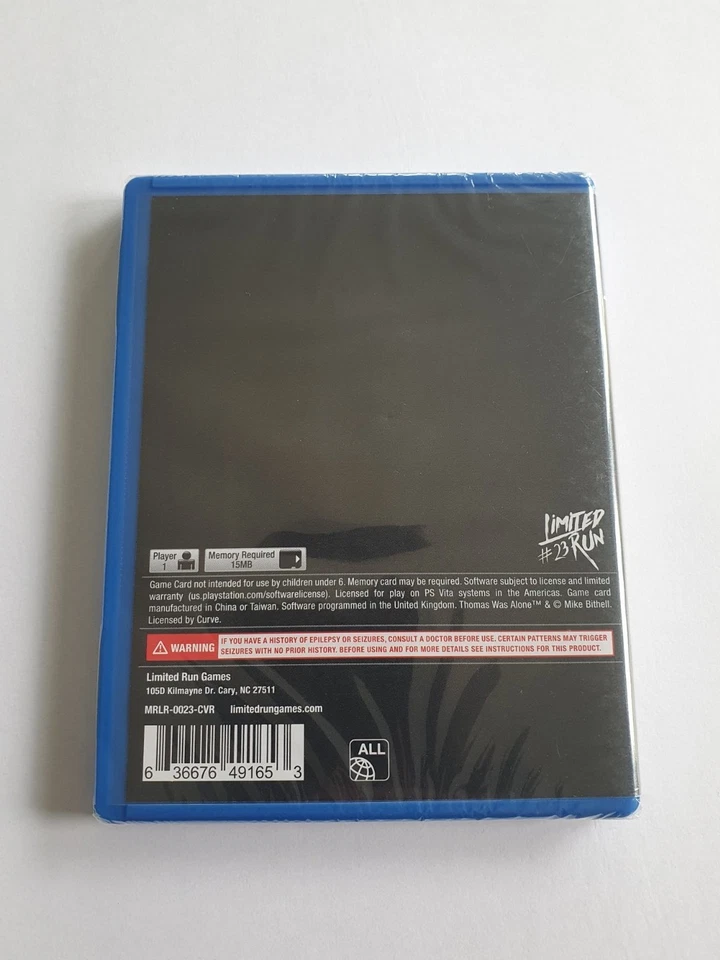 LiMITED
#23 RUN
Player
1
Memory Required
15MB
Game Card not intended for use by children under 6. Memory card may be required. Software subject to license and limited
warranty (us.playstation.com/softwarelicense). Licensed for play on PS Vita systems in the Americas. Game card
manufactured in China or Taiwan. Software programmed in the United Kingdom. Thomas Was Alone™ & © Mike Bithell.
Licensed by Curve.
WARNING
IF YOU HAVE A HISTORY OF EPILEPSY OR SEIZURES, CONSULT A DOCTOR BEFORE USE. CERTAIN PATTERNS MAY TRIGGER
SEIZURES WITH NO PRIOR HISTORY. BEFORE USING AND FOR MORE DETAILS SEE INSTRUCTIONS FOR THIS PRODUCT.
Limited Run Games
105D Kilmayne Dr. Cary, NC 27511
MRLR-0023-CVR limitedrungames.com
6 36676 49165 3
ALL